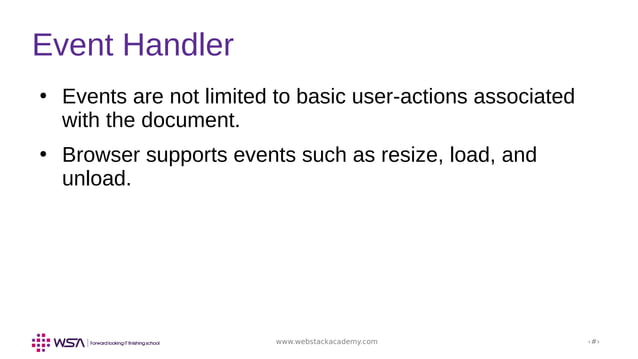 Event Handler
• Events are not limited to basic user-actions associated
with the document.
• Browser supports events such as resize, load, and
unload.
WSA Forward looking IT finishing school
www.webstackacademy.com
‹#›